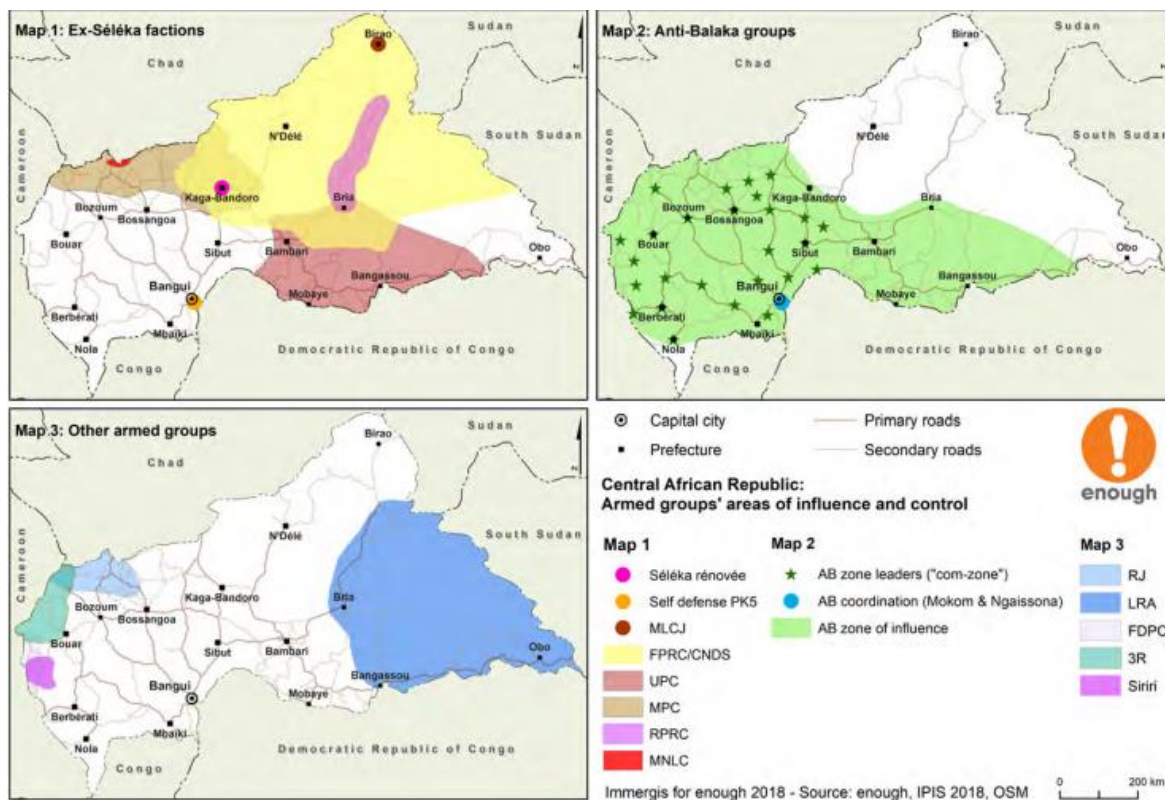 Map 1: Ex-Séléka factions
Sudan
Birao
Chad
N'Délé
South Sudan
Cameroon
Kaga-Bandoro
Bria
Bozoum
Bossangoa
Bouar
Sibut
Bambari
Obo
Bangui
Bangassou
Mobaye
Berbérati
Mbaïki
Nola
Democratic Republic of Congo
Congo
Map 2: Anti-Balaka groups
Sudan
Birao
Chad
N'Délé
South Sudan
Cameroon
Kaga-Bandoro
Bria
Bozoum
Bossangoa
Bouar
Sibut
Bambari
Obo
Bangui
Bangassou
Mobaye
Berbérati
Mbaïki
Nola
Democratic Republic of Congo
Congo
Map 3: Other armed groups
Sudan
Birao
Chad
N'Délé
South Sudan
Cameroon
Kaga-Bandoro
Bria
Bozoum
Bossangoa
Bouar
Sibut
Bambari
Obo
Bangui
Bangassou
Mobaye
Berbérati
Mbaïki
Nola
Democratic Republic of Congo
Congo
Capital city
Prefecture
Primary roads
Secondary roads
enough
Central African Republic:
Armed groups' areas of influence and control
Map 1
Séléka rénovée
Self defense PK5
MLCJ
FPRC/CNDS
UPC
MPC
RPRC
MNLC
Map 2
AB zone leaders ("com-zone")
AB coordination (Mokom & Ngaissona)
AB zone of influence
Map 3
RJ
LRA
FDPC
3R
Siriri
Immergis for enough 2018 - Source: enough, IPIS 2018, OSM
0 200 km